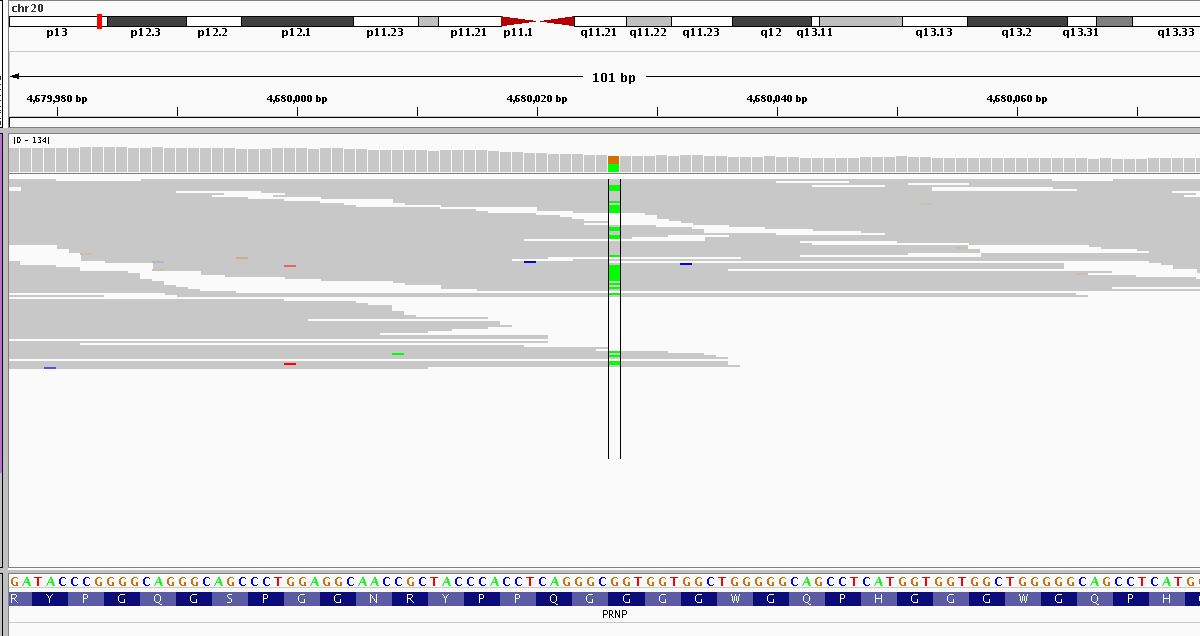 chr20
p13 p12.3 p12.2 p12.1 p11.23 p11.21 p11.1 q11.21 q11.22 q11.23 q12 q13.11 q13.13 q13.2 q13.31 q13.33
101 bp
4,679,980 bp 4,680,000 bp 4,680,020 bp 4,680,040 bp 4,680,060 bp
[0 - 134]
GATACCCGGGGCAGGGCAGCCCTGGAGGCAACCGCTACCCACCTCAGGGCGGTGGTGGCTGGGGGCAGCCTCATGGTGGTGGCTGGGGGCAGCCTCATG
R Y P G Q G S P G G N R Y P P Q G G G G W G Q P H G G G W G Q P H
PRNP